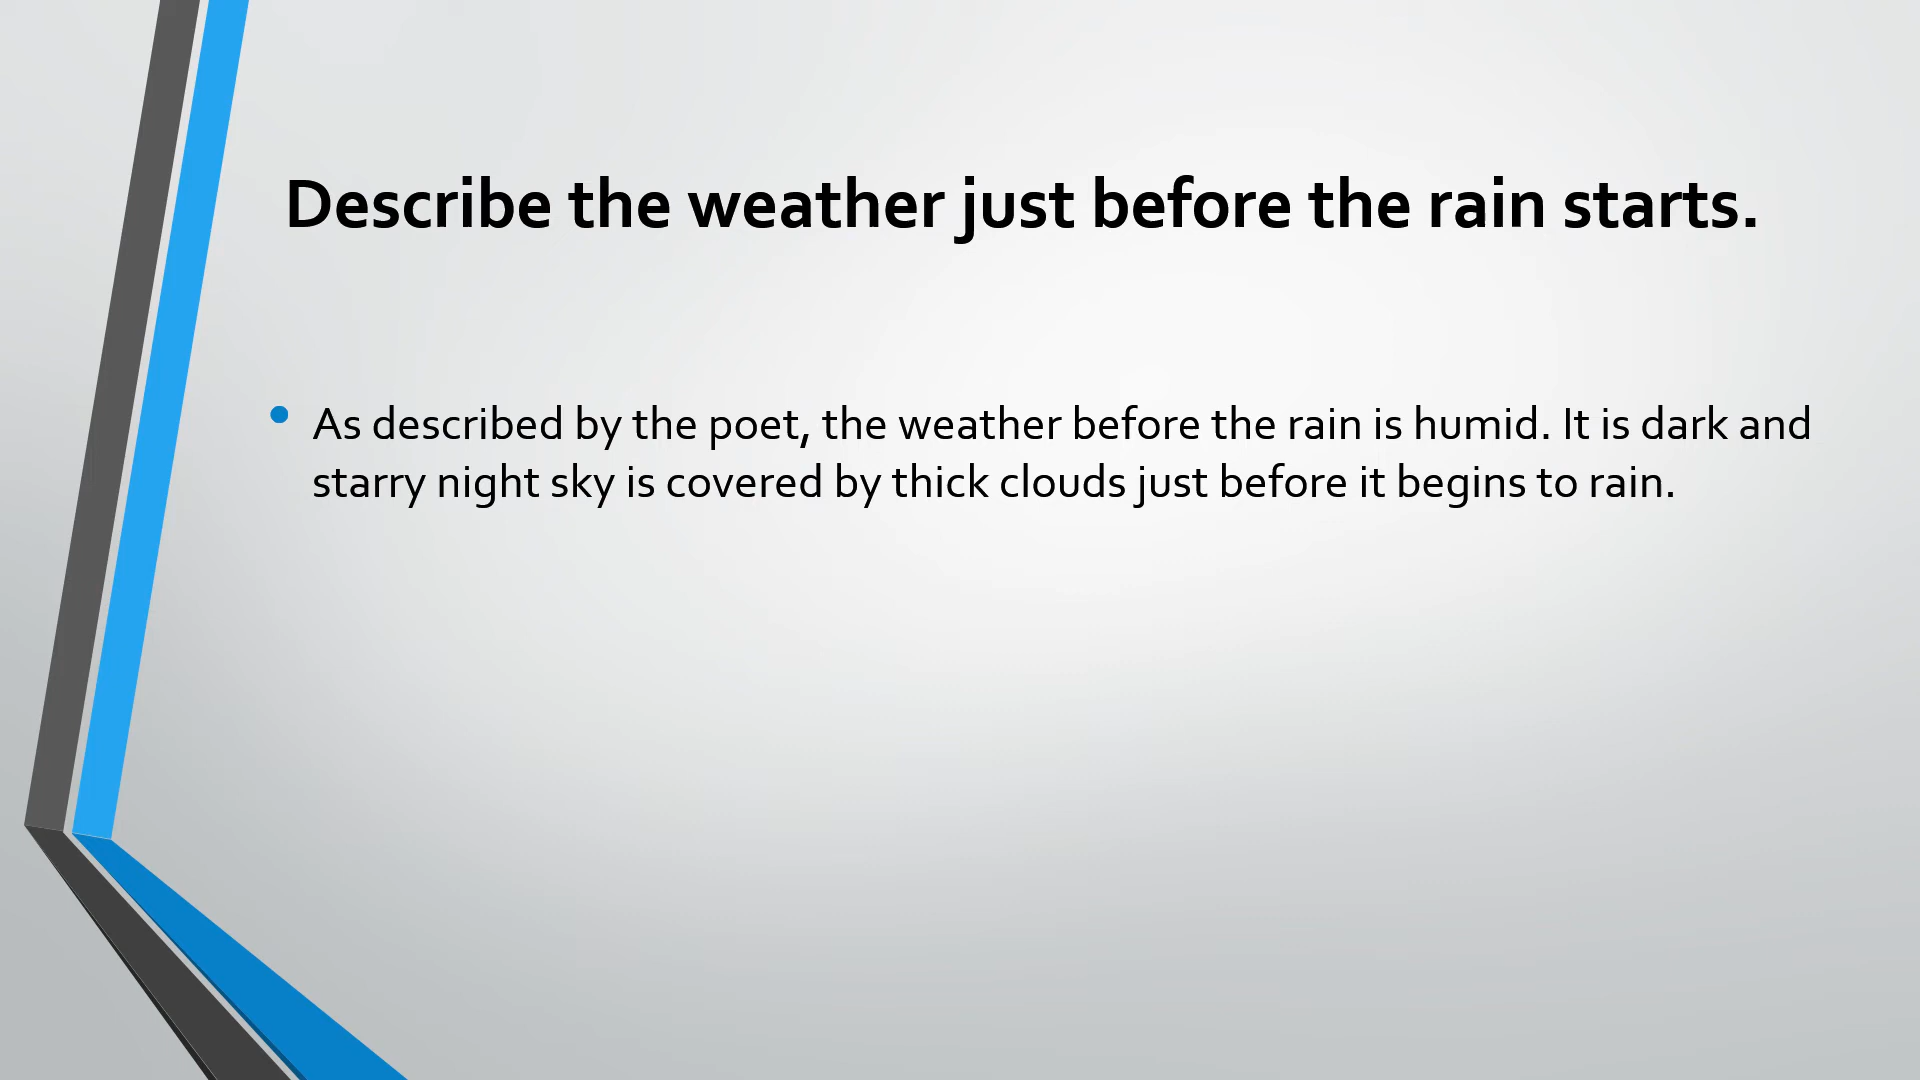 Describe the weather just before the rain starts.
As described by the poet, the weather before the rain is humid. It is dark and
starry night sky is covered by thick clouds just before it begins to rain.